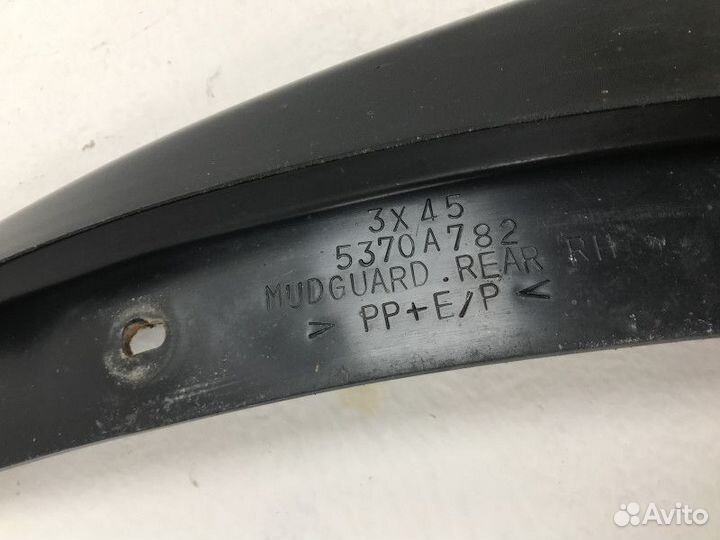 3X45
5370A782
MUDGUARD.REAR RH
> PP+E/P <
Avito